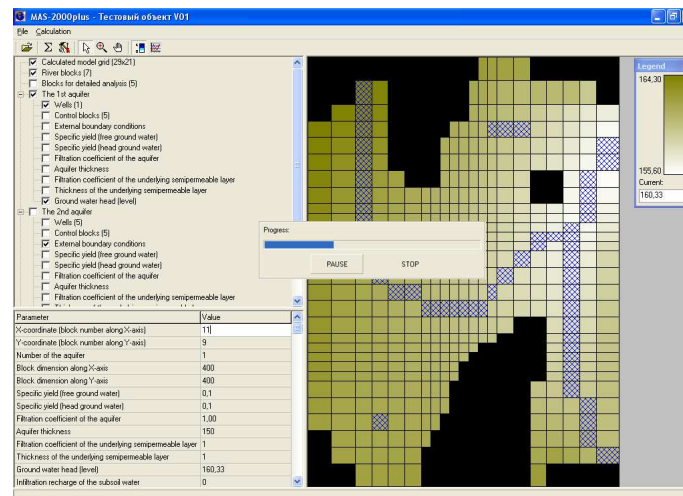 MAS-2000plus - Тестовый объект V01
File Calculation
Calculated model grid (29x21)
River blocks (7)
Blocks for detailed analysis (5)
The 1st aquifer
Wells (1)
Control blocks (5)
External boundary conditions
Specific yield (free ground water)
Specific yield (head ground water)
Filtration coefficient of the aquifer
Aquifer thickness
Filtration coefficient of the underlying semipermeable layer
Thickness of the underlying semipermeable layer
Ground water head (level)
The 2nd aquifer
Wells (5)
Control blocks (5)
External boundary conditions
Specific yield (free ground water)
Specific yield (head ground water)
Filtration coefficient of the aquifer
Aquifer thickness
Filtration coefficient of the underlying semipermeable layer
Progress:
PAUSE STOP
Legend
164,30
155,60
Current:
160,33
Parameter Value
X-coordinate (block number along X-axis) 11
Y-coordinate (block number along Y-axis) 9
Number of the aquifer 1
Block dimension along X-axis 400
Block dimension along Y-axis 400
Specific yield (free ground water) 0,1
Specific yield (head ground water) 0,1
Filtration coefficient of the aquifer 1,00
Aquifer thickness 150
Filtration coefficient of the underlying semipermeable layer 1
Thickness of the underlying semipermeable layer 1
Ground water head (level) 160,33
Infiltration recharge of the subsoil water 0